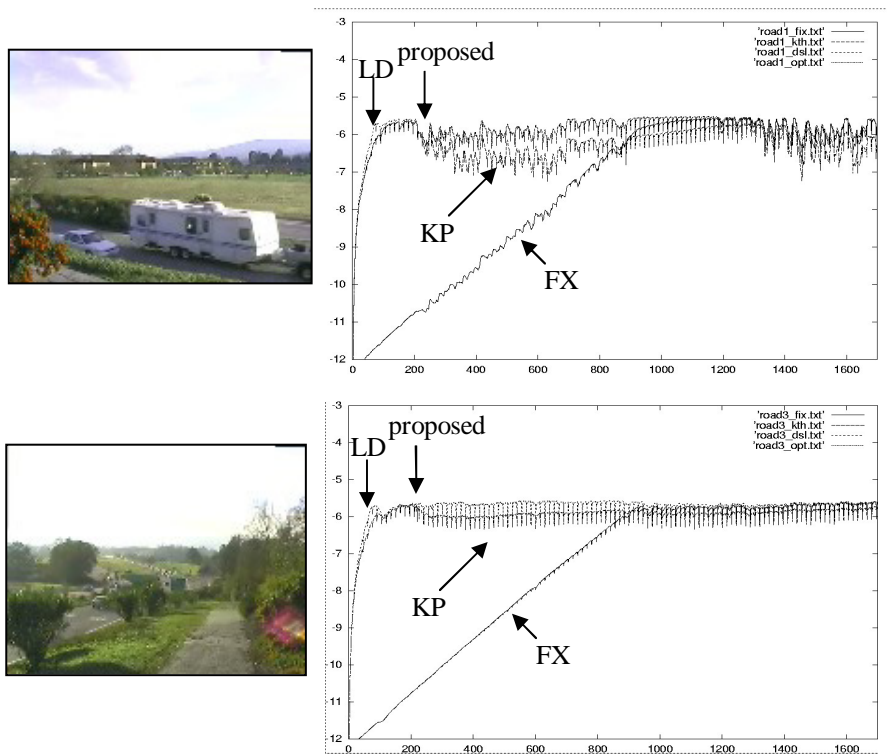 -3
-4
-5
-6
-7
-8
-9
-10
-11
-12
0
200
400
600
800
1000
1200
1400
1600
'road1_fix.txt'
'road1_kth.txt'
'road1_dsl.txt'
'road1_opt.txt'
LD
proposed
KP
FX
-3
-4
-5
-6
-7
-8
-9
-10
-11
-12
0
200
400
600
800
1000
1200
1400
1600
'road3_fix.txt'
'road3_kth.txt'
'road3_dsl.txt'
'road3_opt.txt'
LD
proposed
KP
FX